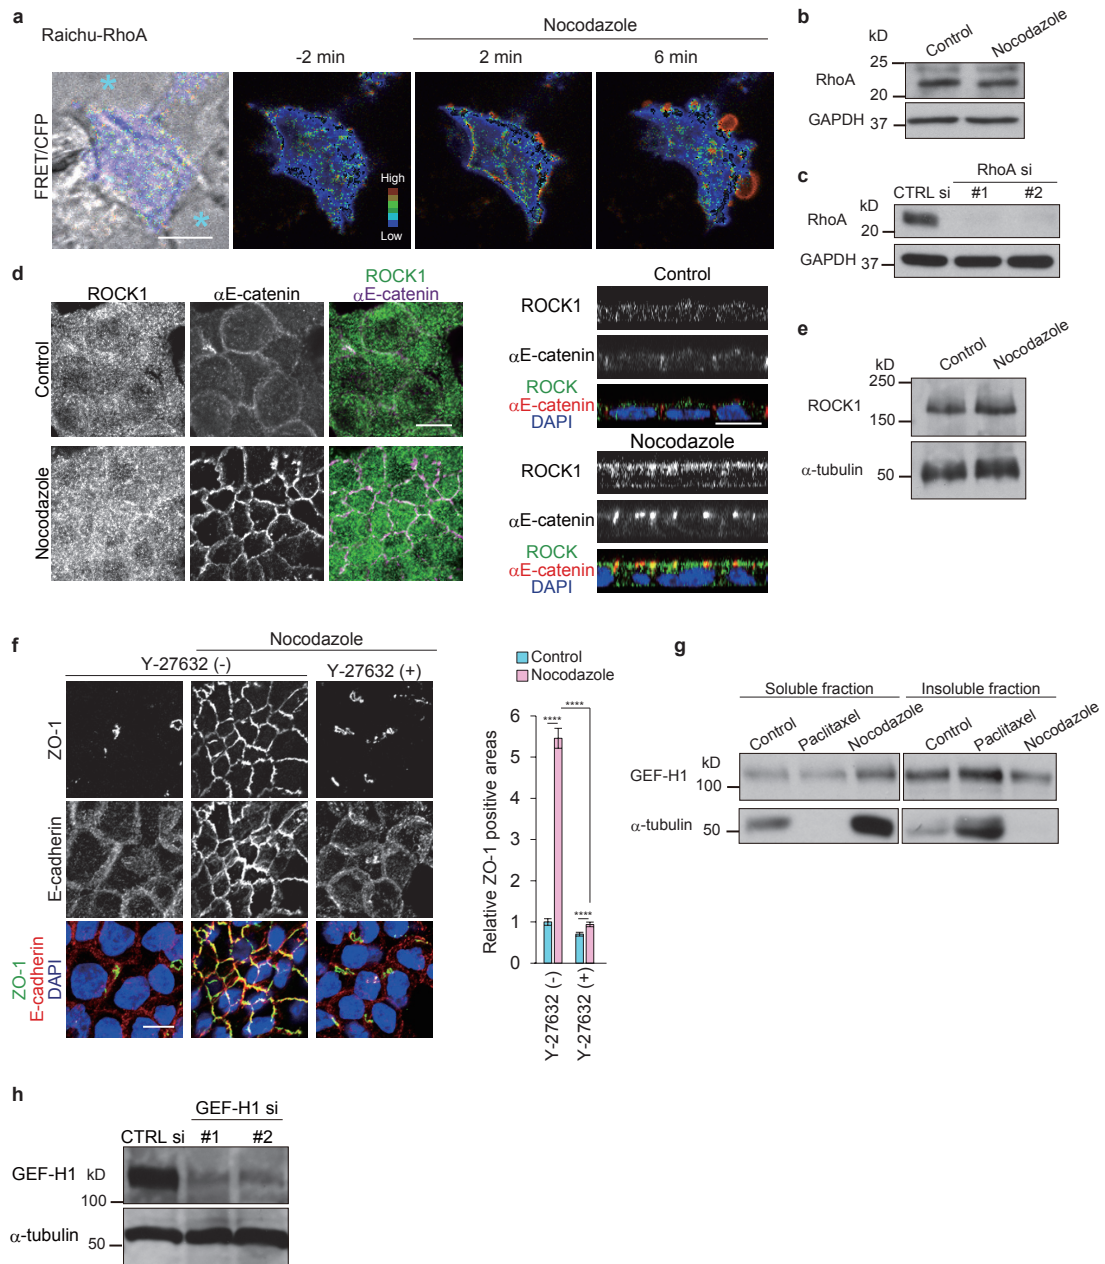 a
Raichu-RhoA
Nocodazole
-2 min
2 min
6 min
FRET/CFP
*
*
High
Low
b
kD
Control
Nocodazole
25
RhoA
20
GAPDH
37
c
RhoA si
CTRL si
#1
#2
kD
RhoA
20
GAPDH
37
d
ROCK1
αE-catenin
ROCK1
αE-catenin
Control
Nocodazole
Control
ROCK1
αE-catenin
ROCK
αE-catenin
DAPI
Nocodazole
ROCK1
αE-catenin
ROCK
αE-catenin
DAPI
e
kD
Control
Nocodazole
250
ROCK1
150
α-tubulin
50
f
Nocodazole
Y-27632 (-)
Y-27632 (+)
ZO-1
E-cadherin
ZO-1
E-cadherin
DAPI
Control
Nocodazole
Relative ZO-1 positive areas
6
5
4
3
2
1
0
****
****
****
Y-27632 (-)
Y-27632 (+)
g
Soluble fraction
Insoluble fraction
Control
Paclitaxel
Nocodazole
Control
Paclitaxel
Nocodazole
kD
GEF-H1
100
α-tubulin
50
h
GEF-H1 si
CTRL si
#1
#2
GEF-H1
kD
100
α-tubulin
50